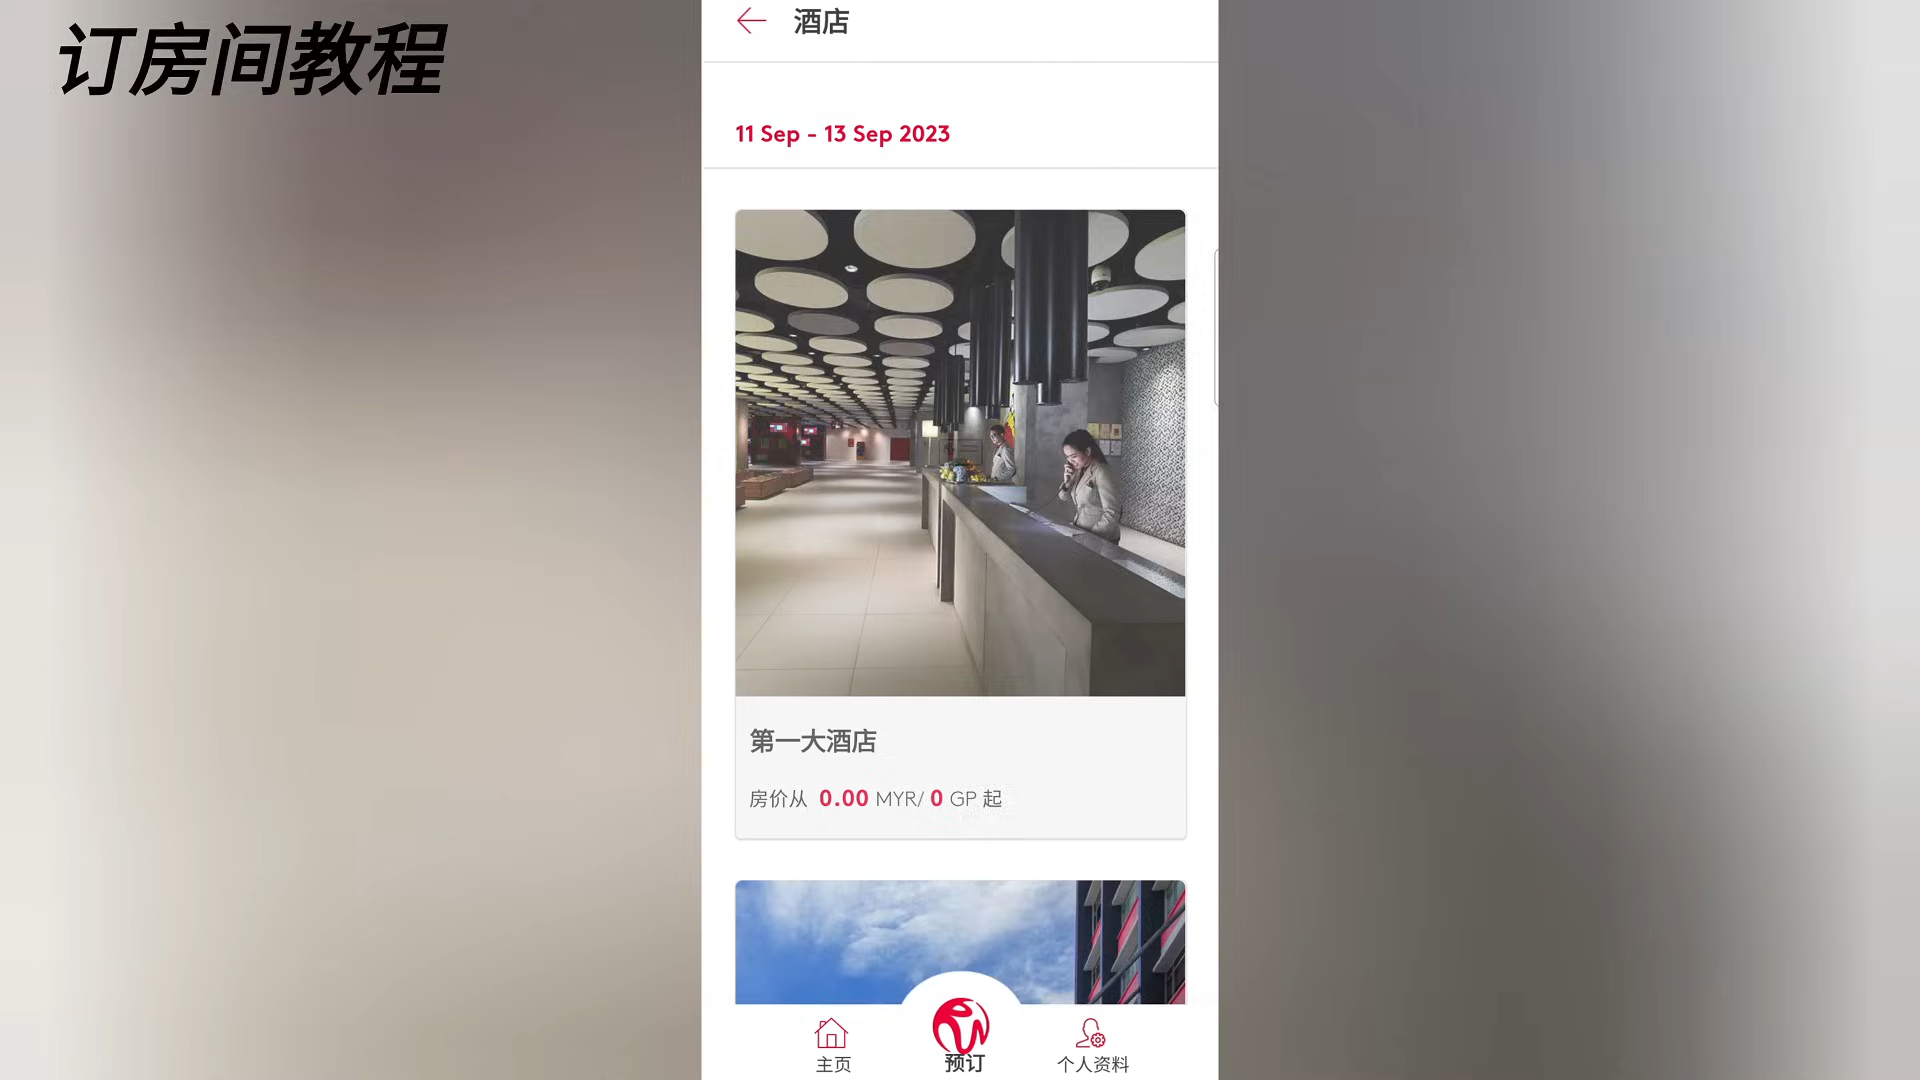 订房间教程
酒店
11 Sep - 13 Sep 2023
第一大酒店
房价从 0.00 MYR/ 0 GP 起
主页
预订
个人资料